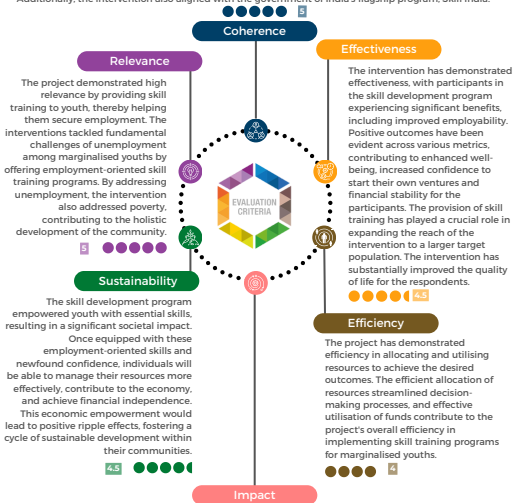 Additionally, the intervention also aligned with the government of India's flagship program, Skill India.
5
Coherence
Relevance
The project demonstrated high
relevance by providing skill
training to youth, thereby helping
them secure employment. The
interventions tackled fundamental
challenges of unemployment
among marginalised youths by
offering employment-oriented skill
training programs. By addressing
unemployment, the intervention
also addressed poverty,
contributing to the holistic
development of the community.
5
Effectiveness
The intervention has demonstrated
effectiveness, with participants in
the skill development program
experiencing significant benefits,
including improved employability.
Positive outcomes have been
evident across various metrics,
contributing to enhanced well-
being, increased confidence to
start their own ventures and
financial stability for the
participants. The provision of skill
training has played a crucial role in
expanding the reach of the
intervention to a larger target
population. The intervention has
substantially improved the quality
of life for the respondents.
4.5
EVALUATION
CRITERIA
Sustainability
The skill development program
empowered youth with essential skills,
resulting in a significant societal impact.
Once equipped with these
employment-oriented skills and
newfound confidence, individuals will
be able to manage their resources more
effectively, contribute to the economy,
and achieve financial independence.
This economic empowerment would
lead to positive ripple effects, fostering a
cycle of sustainable development within
their communities.
4.5
Efficiency
The project has demonstrated
efficiency in allocating and utilising
resources to achieve the desired
outcomes. The efficient allocation of
resources streamlined decision-
making processes, and effective
utilisation of funds contribute to the
project's overall efficiency in
implementing skill training programs
for marginalised youths.
4
Impact